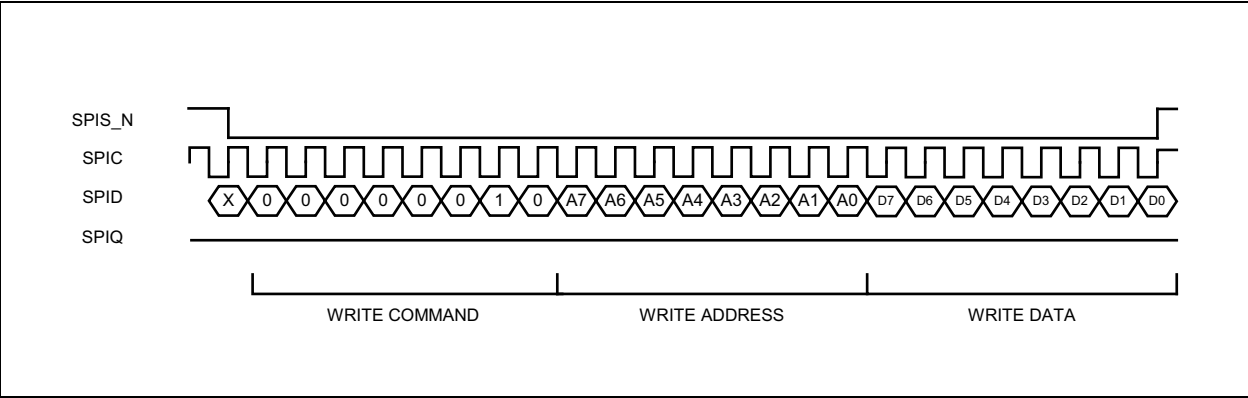 SPIS_N
SPIC
SPID X 0 0 0 0 0 0 1 0 A7 A6 A5 A4 A3 A2 A1 A0 D7 D6 D5 D4 D3 D2 D1 D0
SPIQ
WRITE COMMAND WRITE ADDRESS WRITE DATA